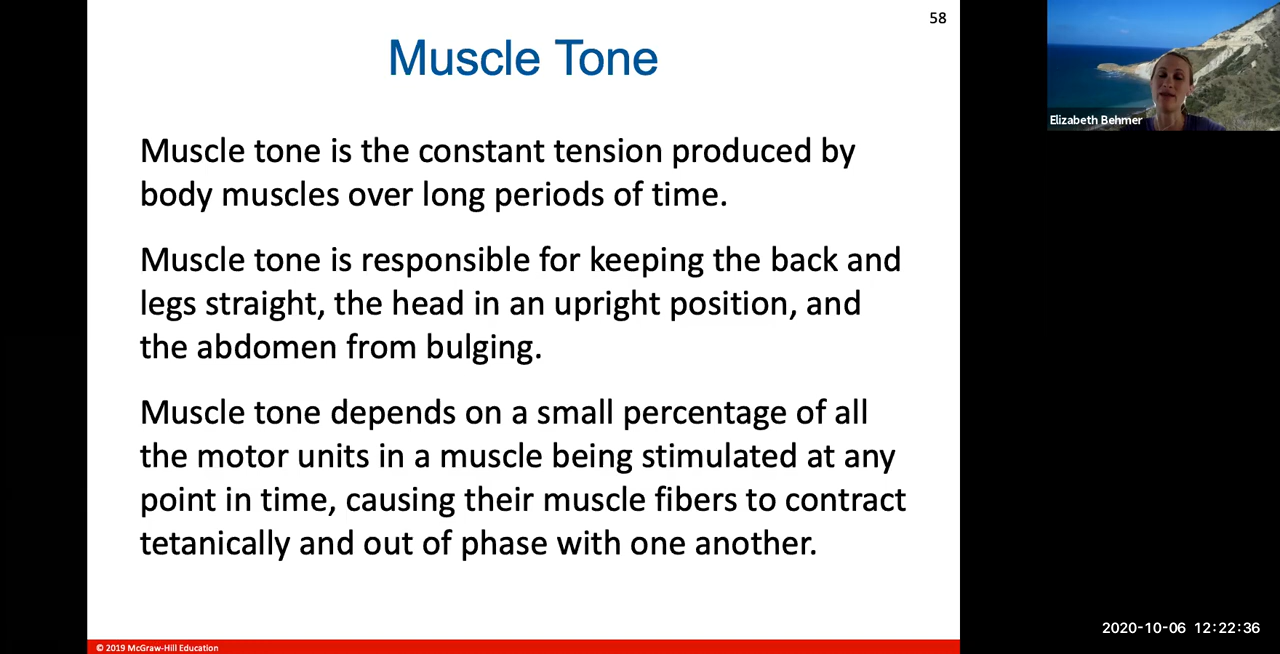 58
Muscle Tone
Elizabeth Behmer
Muscle tone is the constant tension produced by
body muscles over long periods of time.
Muscle tone is responsible for keeping the back and
legs straight, the head in an upright position, and
the abdomen from bulging.
Muscle tone depends on a small percentage of all
the motor units in a muscle being stimulated at any
point in time, causing their muscle fibers to contract
tetanically and out of phase with one another.
2020-10-06 12:22:36
© 2019 McGraw-Hill Education